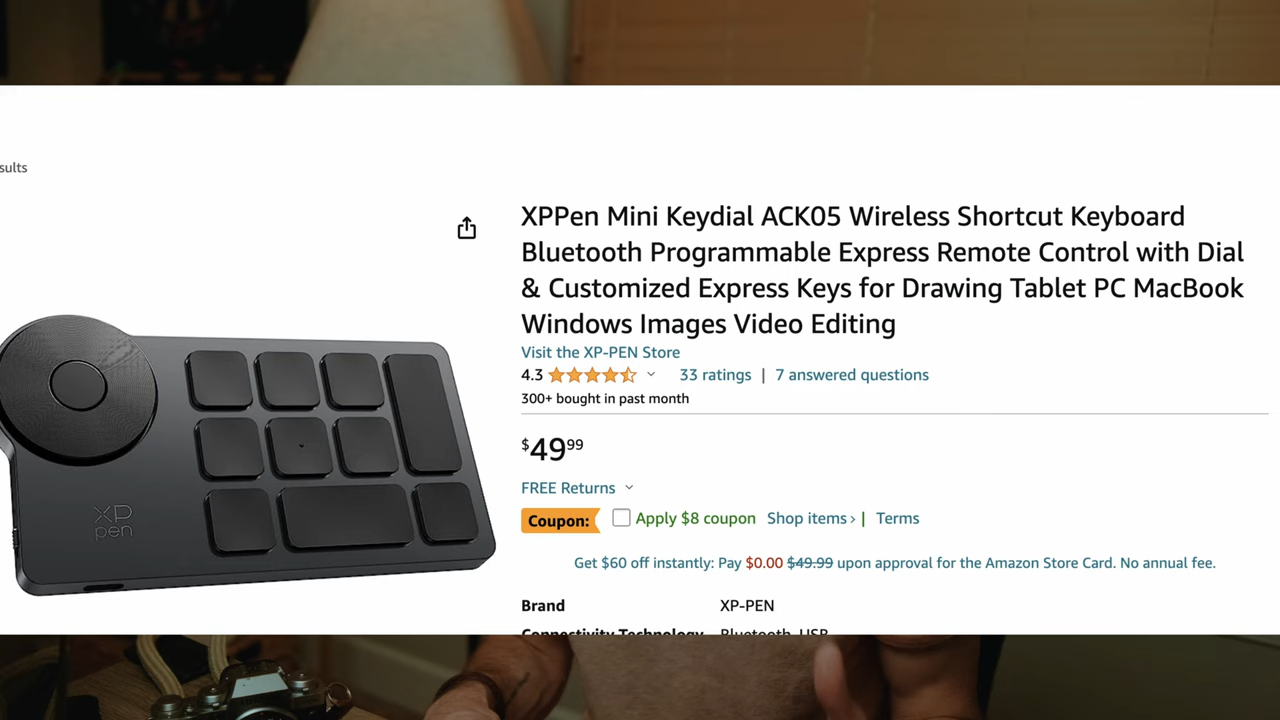 sults
XPPen Mini Keydial ACK05 Wireless Shortcut Keyboard
Bluetooth Programmable Express Remote Control with Dial
& Customized Express Keys for Drawing Tablet PC MacBook
Windows Images Video Editing
Visit the XP-PEN Store
4.3 33 ratings | 7 answered questions
300+ bought in past month
$49.99
FREE Returns
Coupon: Apply $8 coupon Shop items › | Terms
Get $60 off instantly: Pay $0.00 $49.99 upon approval for the Amazon Store Card. No annual fee.
Brand XP-PEN
Connectivity Technology Bluetooth, USB
XP
pen